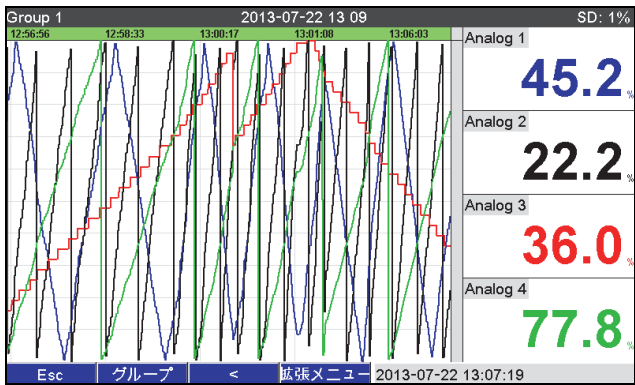 Group 1 2013-07-22 13 09 SD: 1%
12:56:56 12:58:33 13:00:17 13:01:08 13:06:03
Analog 1
45.2 %
Analog 2
22.2 %
Analog 3
36.0 %
Analog 4
77.8 %
Esc グループ < 拡張メニュー 2013-07-22 13:07:19